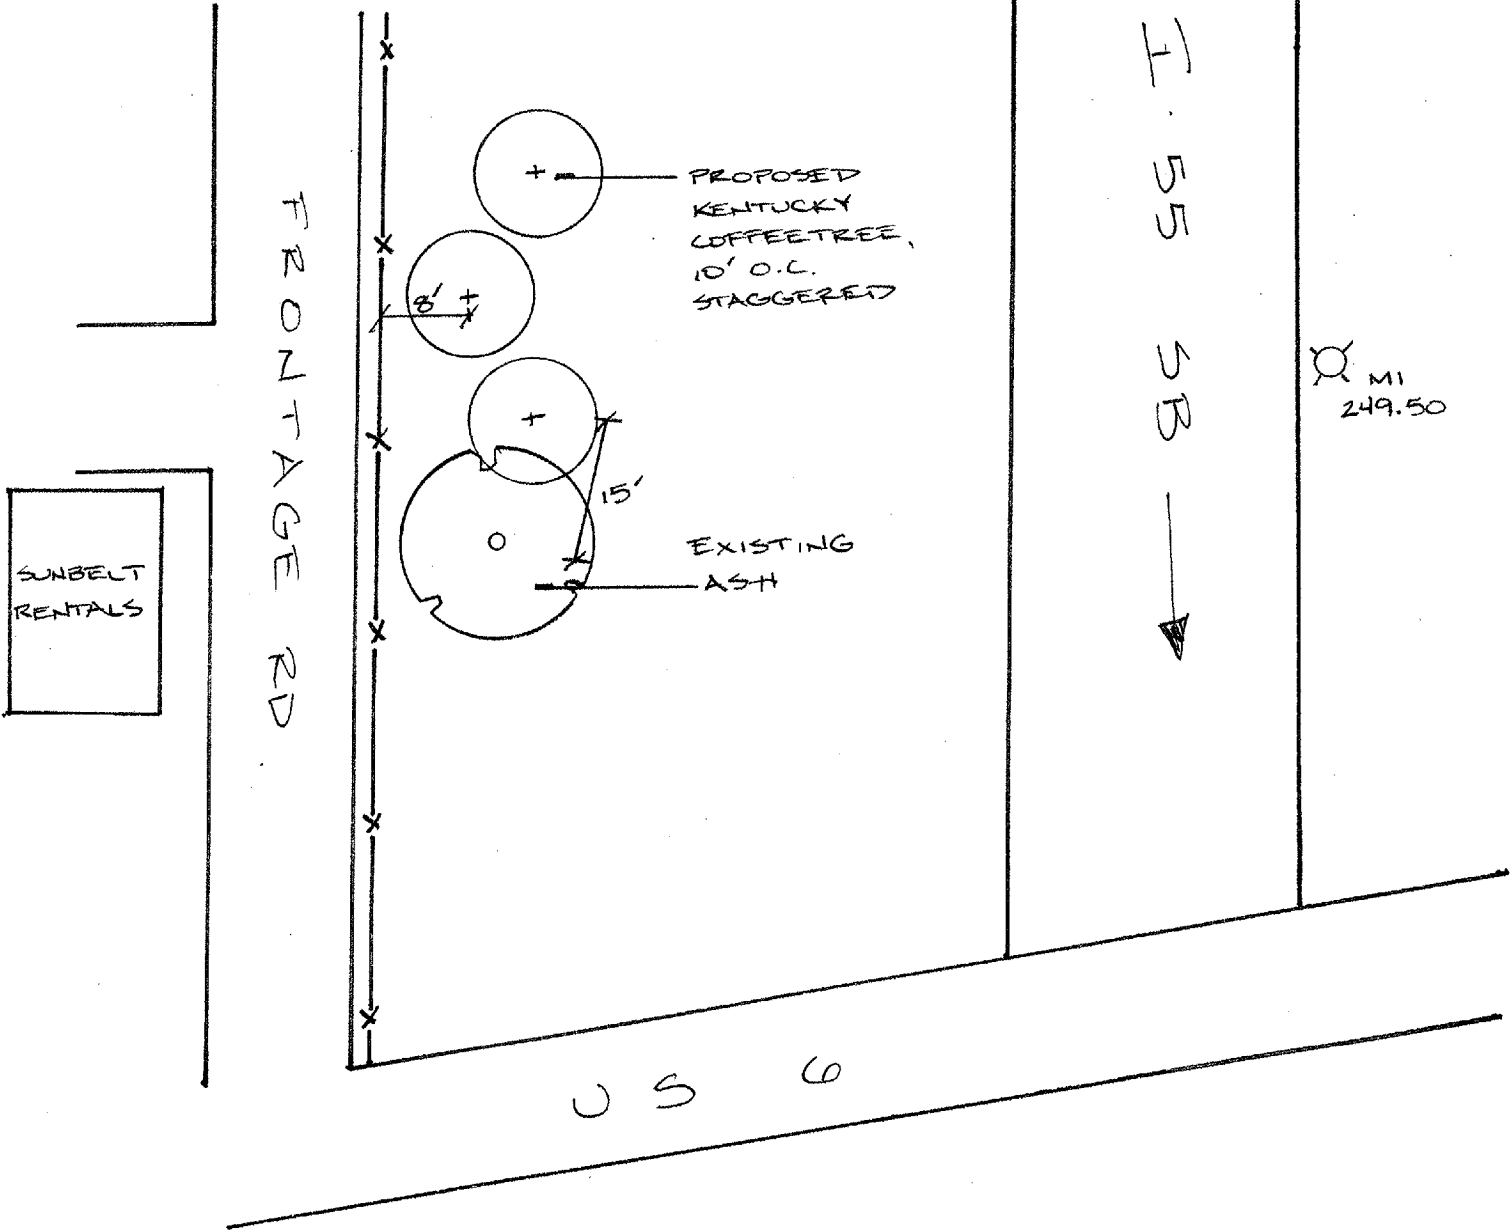 I-55 SB
PROPOSED
KENTUCKY
COFFEETREE,
10' O.C.
STAGGERED
8'
FRONTAGE RD
MI
249.50
15'
EXISTING
ASH
SUNBELT
RENTALS
US 6